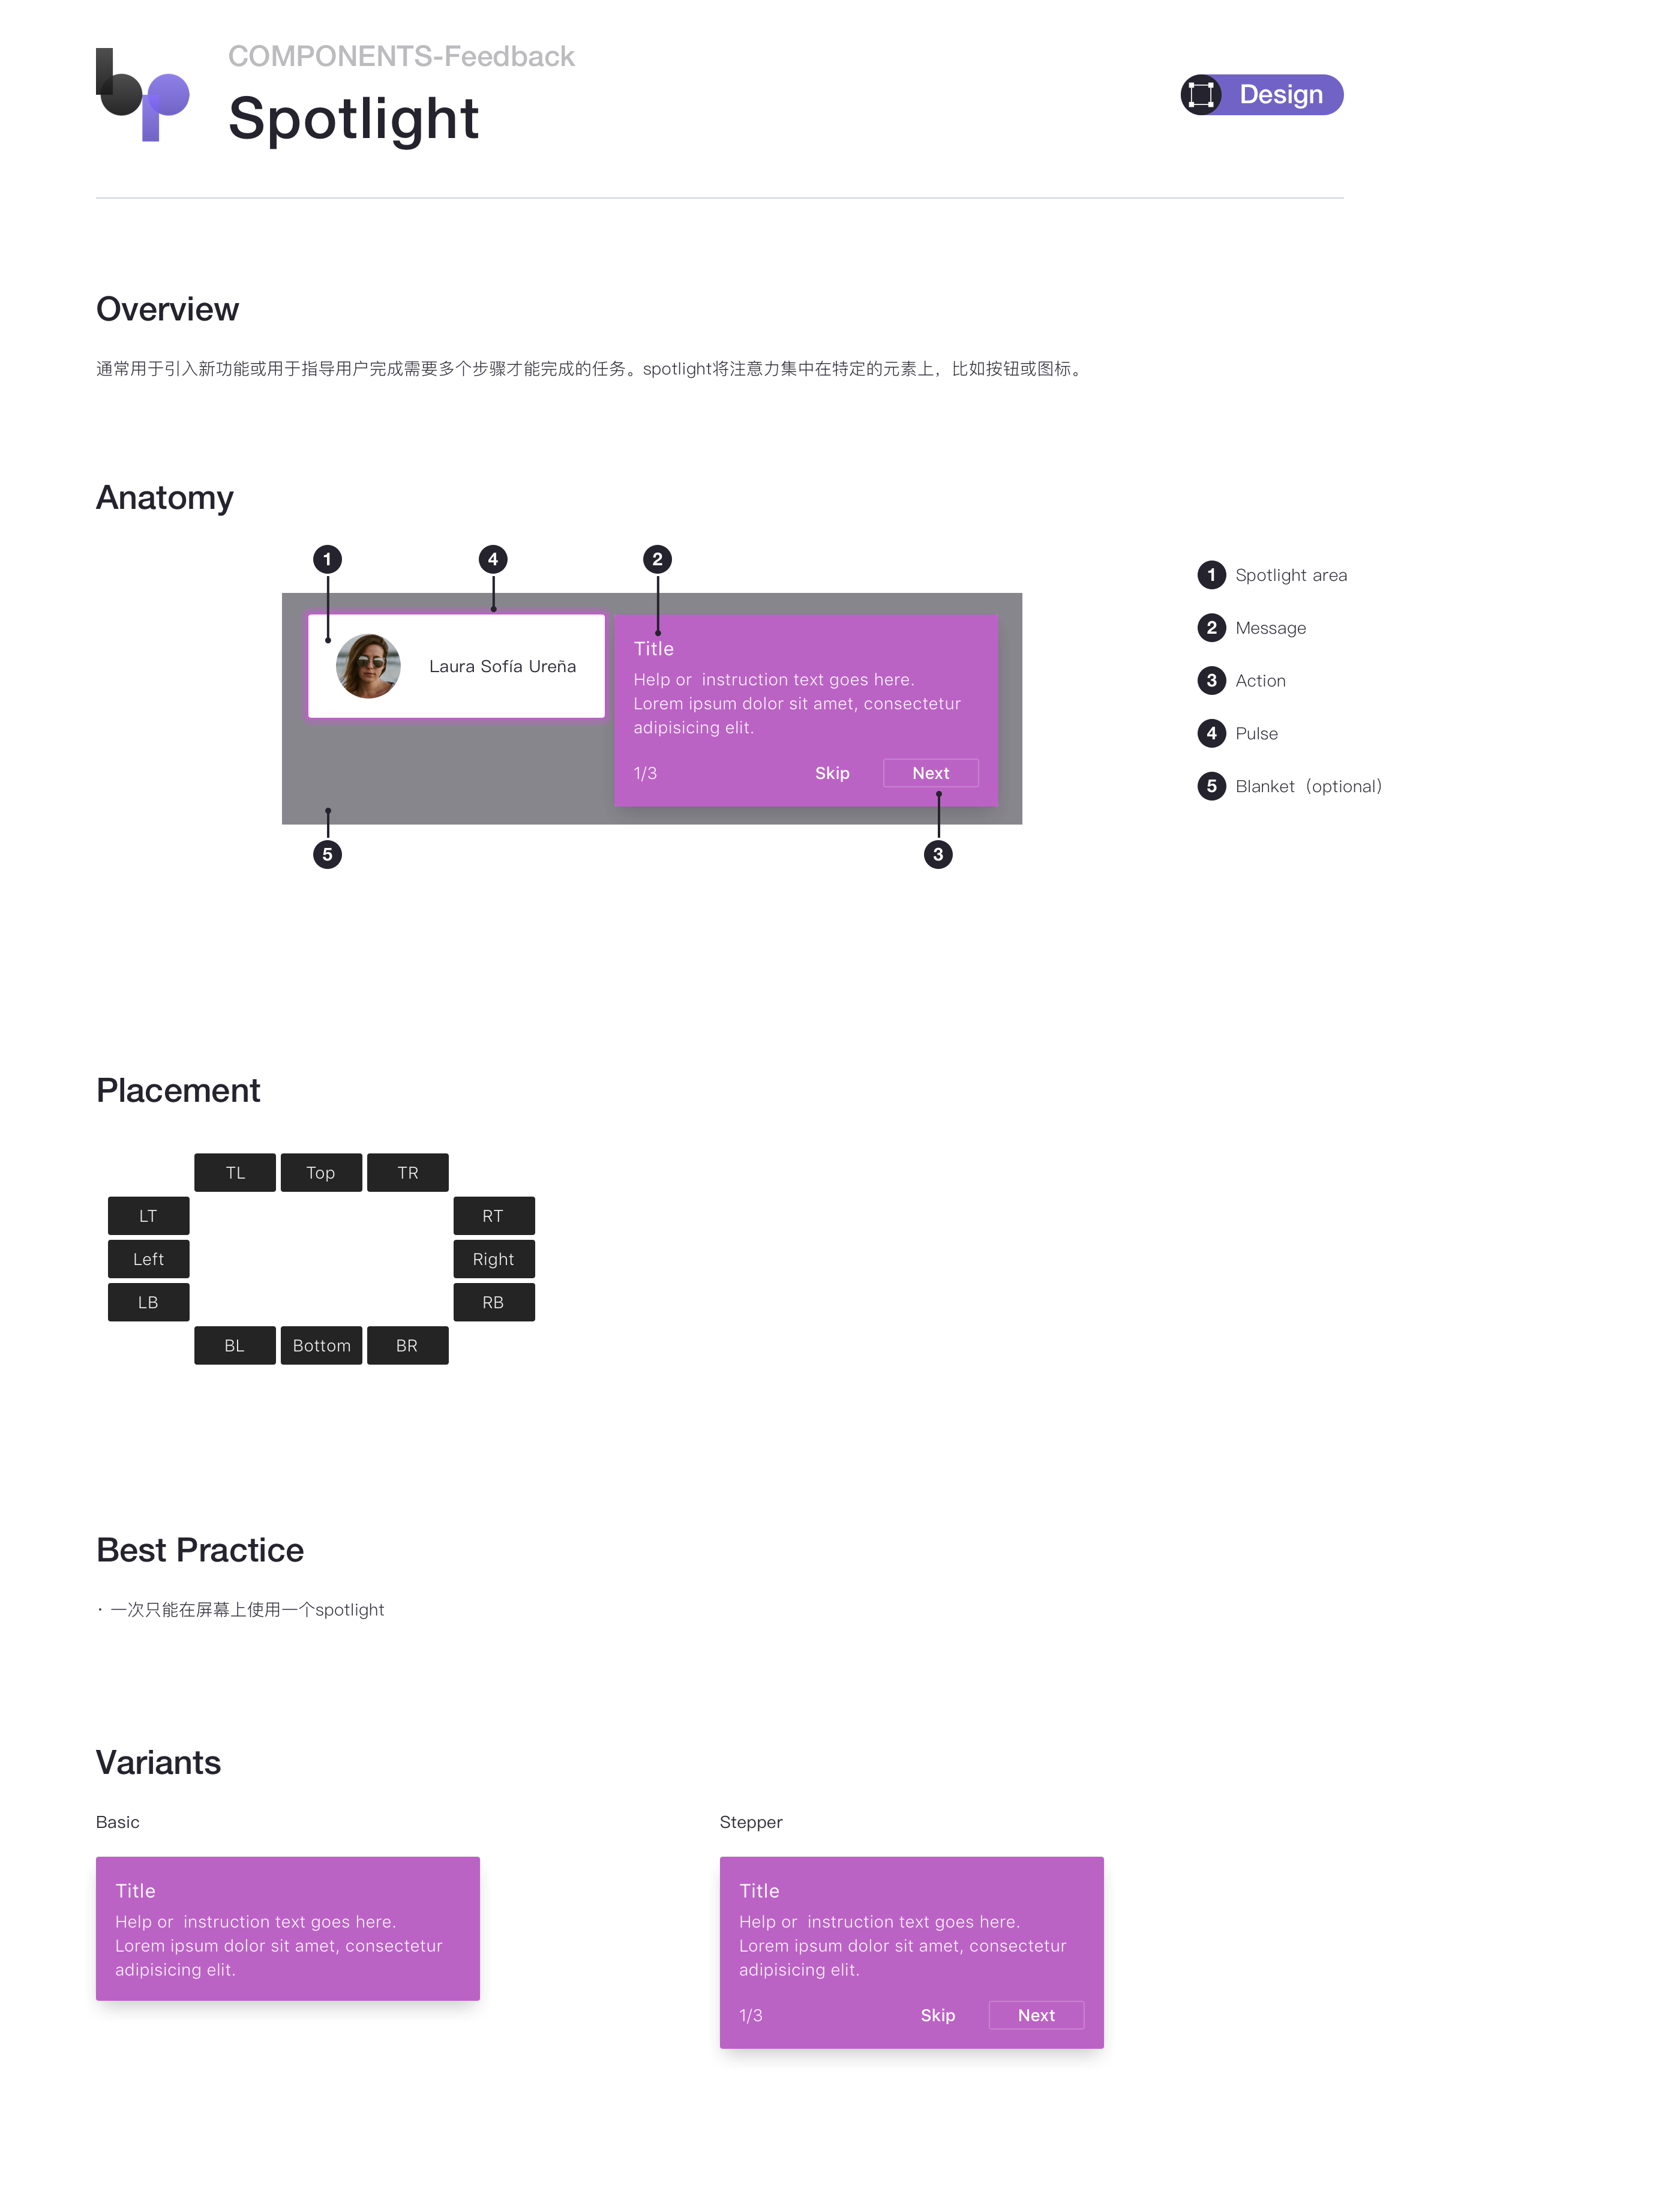 COMPONENTS-Feedback
Spotlight
Design
Overview
通常用于引入新功能或用于指导用户完成需要多个步骤才能完成的任务。spotlight将注意力集中在特定的元素上，比如按钮或图标。
Anatomy
1
4
2
Laura Sofía Ureña
Title
Help or  instruction text goes here.
Lorem ipsum dolor sit amet, consectetur
adipisicing elit.
1/3
Skip
Next
5
3
1 Spotlight area
2 Message
3 Action
4 Pulse
5 Blanket（optional）
Placement
TL Top TR
LT RT
Left Right
LB RB
BL Bottom BR
Best Practice
· 一次只能在屏幕上使用一个spotlight
Variants
Basic
Title
Help or  instruction text goes here.
Lorem ipsum dolor sit amet, consectetur
adipisicing elit.
Stepper
Title
Help or  instruction text goes here.
Lorem ipsum dolor sit amet, consectetur
adipisicing elit.
1/3 Skip Next